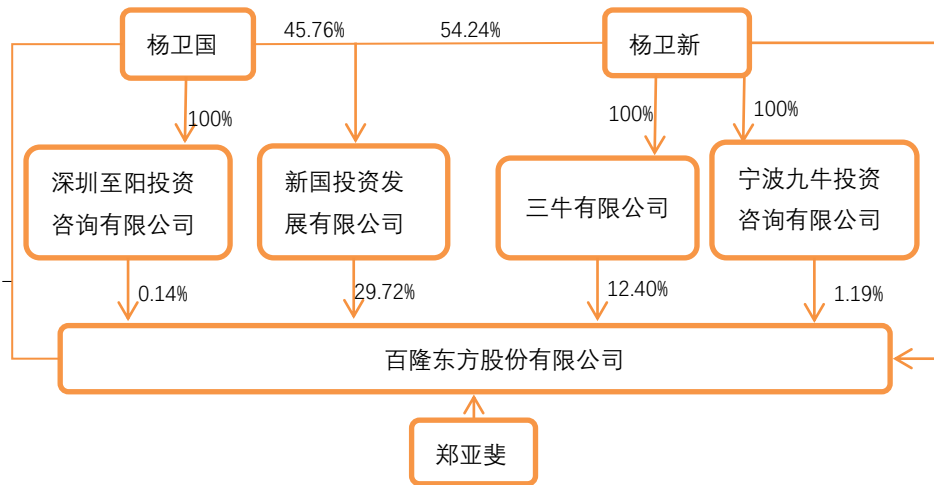 杨卫国
45.76%
54.24%
杨卫新
100%
100%
100%
深圳至阳投资
咨询有限公司
新国投资发
展有限公司
三牛有限公司
宁波九牛投资
咨询有限公司
0.14%
29.72%
12.40%
1.19%
百隆东方股份有限公司
郑亚斐